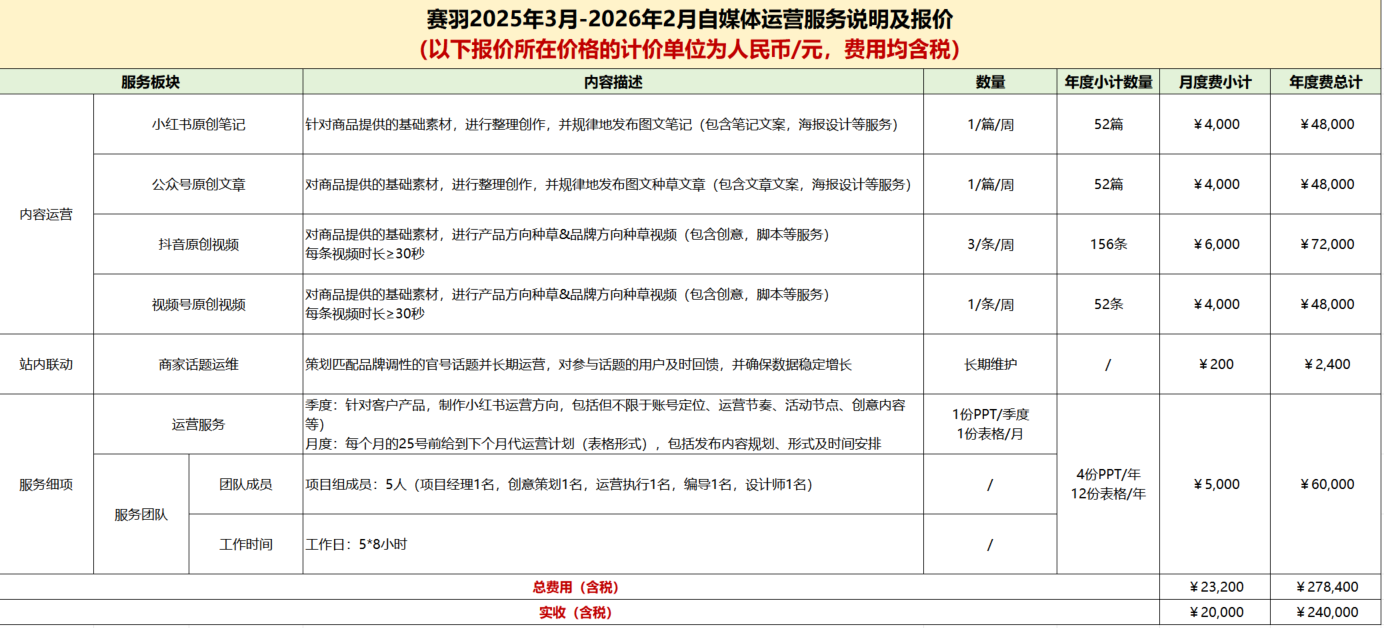 赛羽2025年3月-2026年2月自媒体运营服务说明及报价
(以下报价所在价格的计价单位为人民币/元，费用均含税)
服务板块 内容描述 数量 年度小计数量 月度费小计 年度费总计
内容运营
小红书原创笔记 针对商品提供的基础素材，进行整理创作，并规律地发布图文笔记（包含笔记文案，海报设计等服务） 1/篇/周 52篇 ¥4,000 ¥48,000
公众号原创文章 对商品提供的基础素材，进行整理创作，并规律地发布图文种草文章（包含文章文案，海报设计等服务） 1/篇/周 52篇 ¥4,000 ¥48,000
抖音原创视频 对商品提供的基础素材，进行产品方向种草&品牌方向种草视频（包含创意，脚本等服务）
每条视频时长≥30秒 3/条/周 156条 ¥6,000 ¥72,000
视频号原创视频 对商品提供的基础素材，进行产品方向种草&品牌方向种草视频（包含创意，脚本等服务）
每条视频时长≥30秒 1/条/周 52条 ¥4,000 ¥48,000
站内联动 商家话题运维 策划匹配品牌调性的官号话题并长期运营，对参与话题的用户及时回馈，并确保数据稳定增长 长期维护 / ¥200 ¥2,400
服务细项
运营服务 季度：针对客户产品，制作小红书运营方向，包括但不限于账号定位、运营节奏、活动节点、创意内容
等）
月度：每个月的25号前给到下个月代运营计划（表格形式），包括发布内容规划、形式及时间安排
1份PPT/季度
1份表格/月
服务团队
团队成员 项目组成员：5人（项目经理1名，创意策划1名，运营执行1名，编导1名，设计师1名） /
4份PPT/年
12份表格/年
¥5,000 ¥60,000
工作时间 工作日：5*8小时 /
总费用（含税） ¥23,200 ¥278,400
实收（含税） ¥20,000 ¥240,000